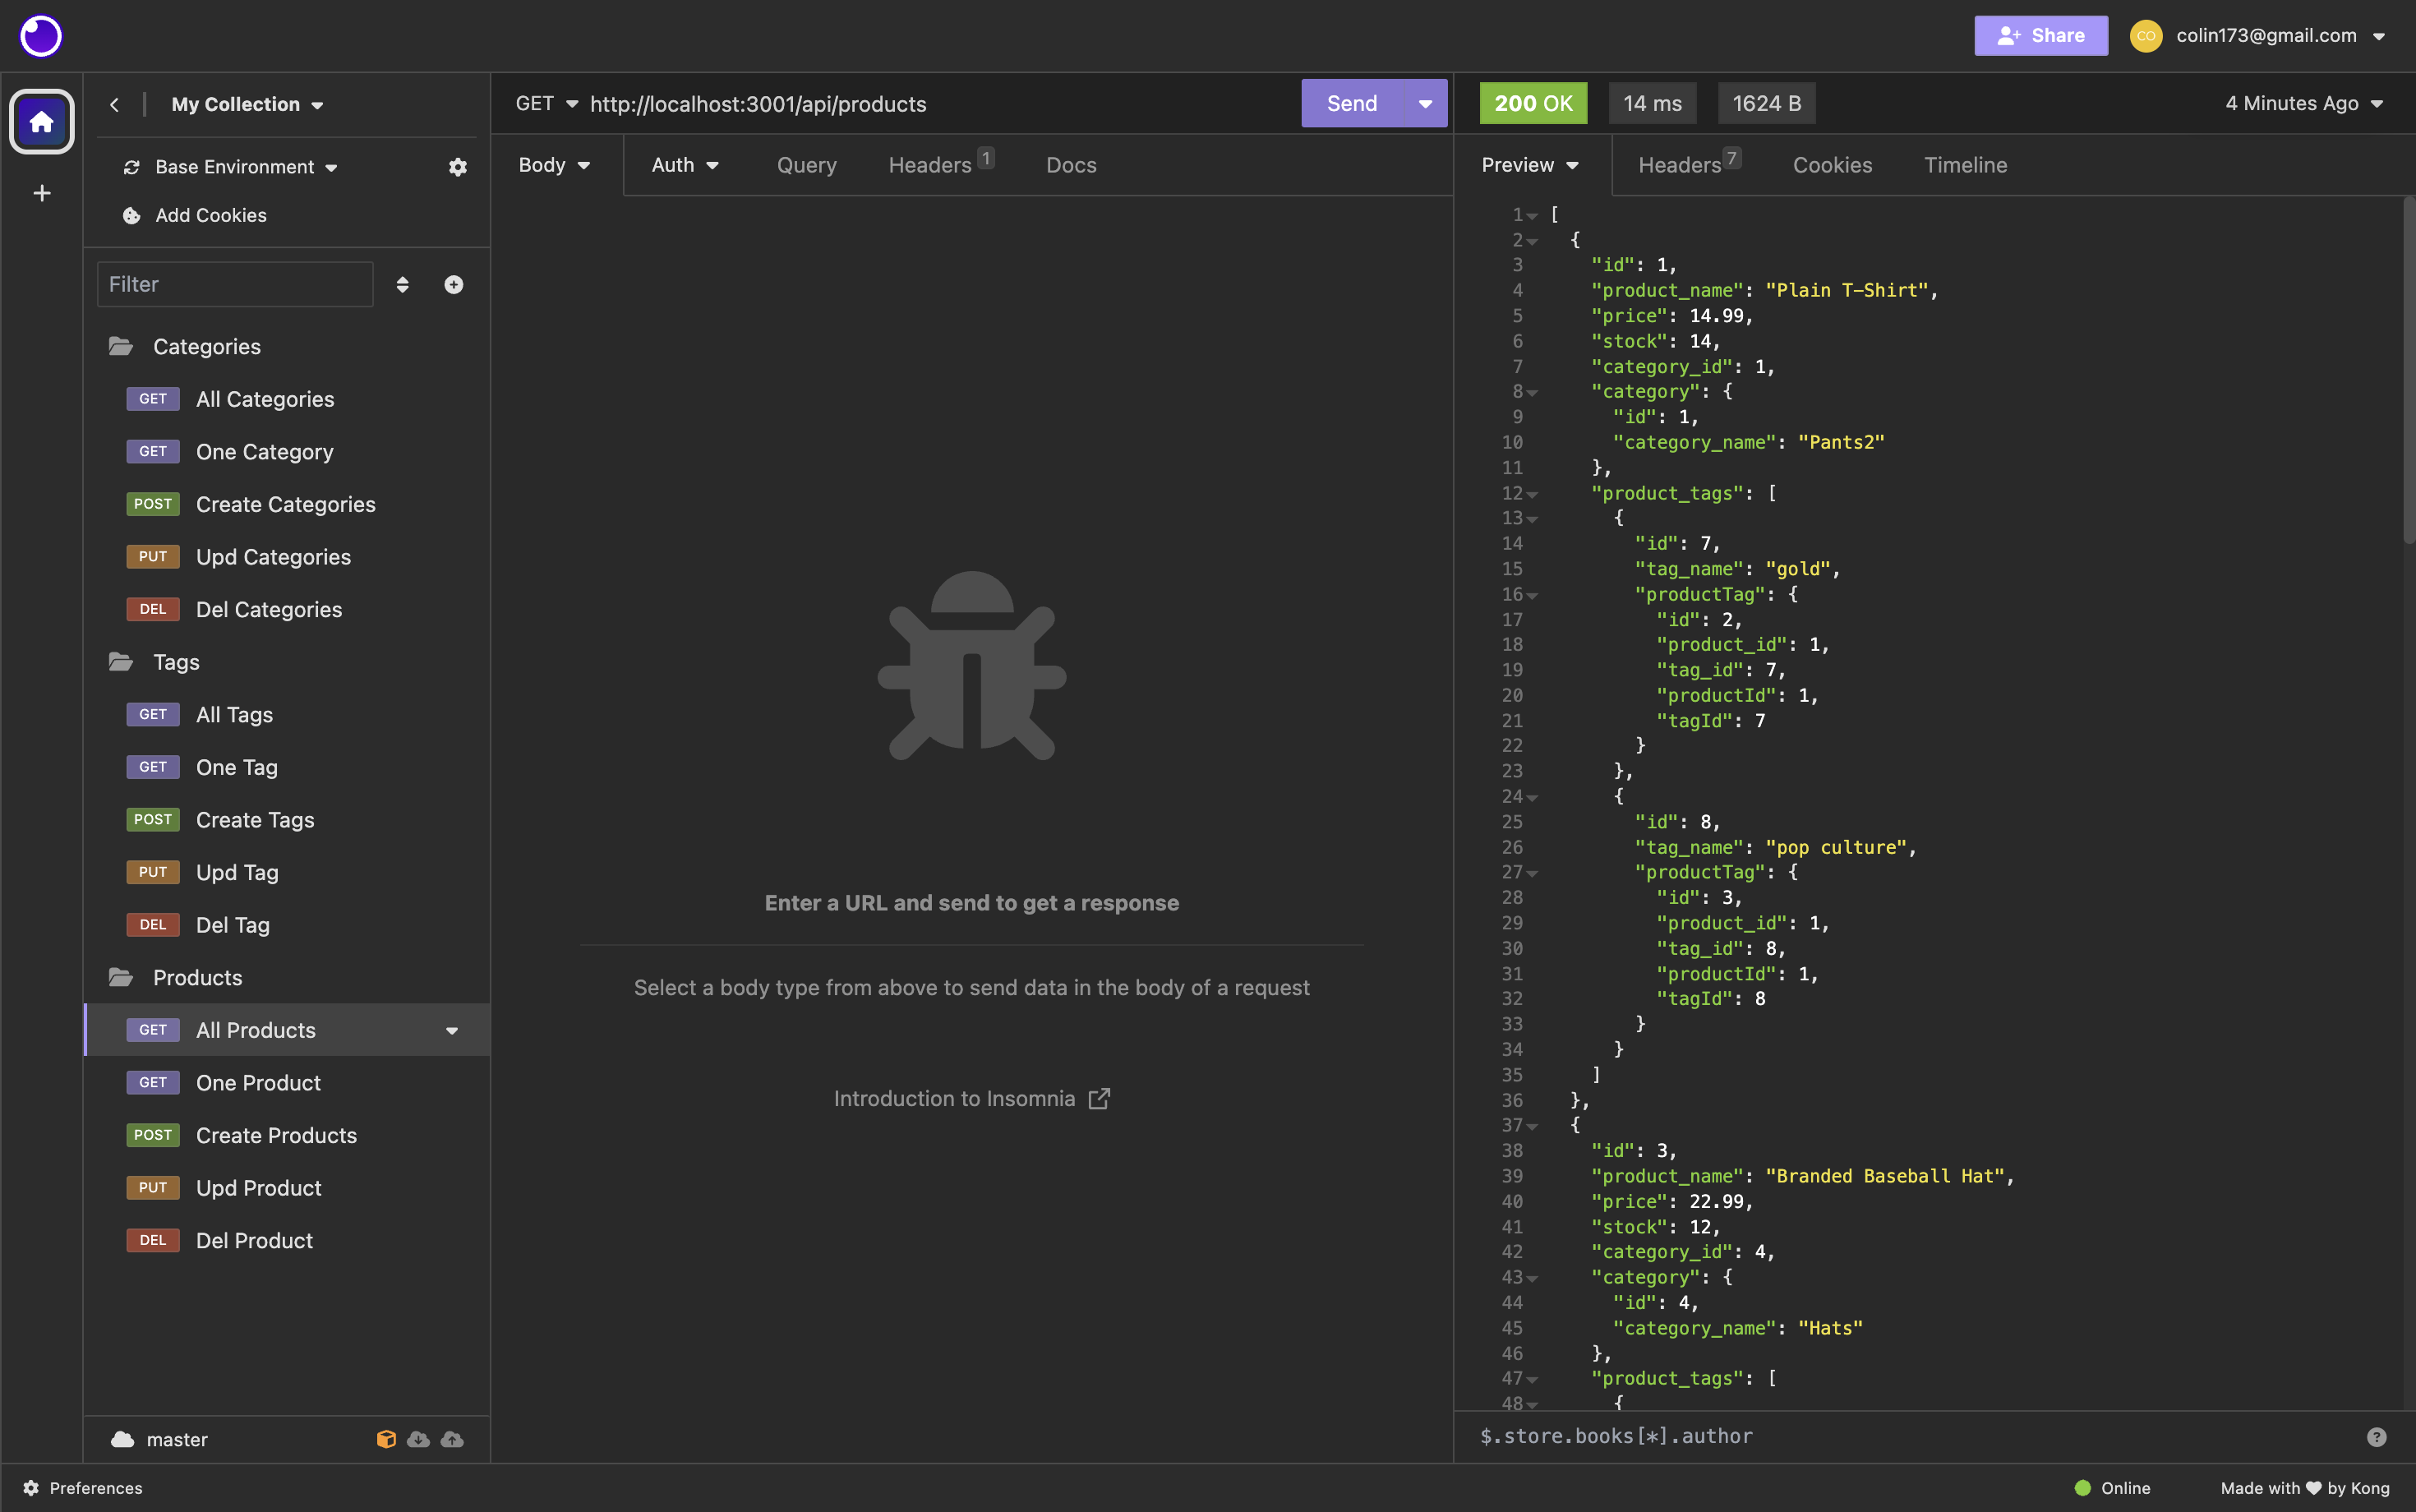 Share
CO
colin173@gmail.com
My Collection
Base Environment
Add Cookies
Filter
Categories
GET All Categories
GET One Category
POST Create Categories
PUT Upd Categories
DEL Del Categories
Tags
GET All Tags
GET One Tag
POST Create Tags
PUT Upd Tag
DEL Del Tag
Products
GET All Products
GET One Product
POST Create Products
PUT Upd Product
DEL Del Product
master
GET http://localhost:3001/api/products Send
Body Auth Query Headers 1 Docs
Enter a URL and send to get a response
Select a body type from above to send data in the body of a request
Introduction to Insomnia
200 OK 14 ms 1624 B 4 Minutes Ago
Preview Headers 7 Cookies Timeline
1 [
2 {
3 "id": 1,
4 "product_name": "Plain T-Shirt",
5 "price": 14.99,
6 "stock": 14,
7 "category_id": 1,
8 "category": {
9 "id": 1,
10 "category_name": "Pants2"
11 },
12 "product_tags": [
13 {
14 "id": 7,
15 "tag_name": "gold",
16 "productTag": {
17 "id": 2,
18 "product_id": 1,
19 "tag_id": 7,
20 "productId": 1,
21 "tagId": 7
22 }
23 },
24 {
25 "id": 8,
26 "tag_name": "pop culture",
27 "productTag": {
28 "id": 3,
29 "product_id": 1,
30 "tag_id": 8,
31 "productId": 1,
32 "tagId": 8
33 }
34 }
35 ]
36 },
37 {
38 "id": 3,
39 "product_name": "Branded Baseball Hat",
40 "price": 22.99,
41 "stock": 12,
42 "category_id": 4,
43 "category": {
44 "id": 4,
45 "category_name": "Hats"
46 },
47 "product_tags": [
48 {
$.store.books[*].author
Preferences
Online
Made with ♥ by Kong